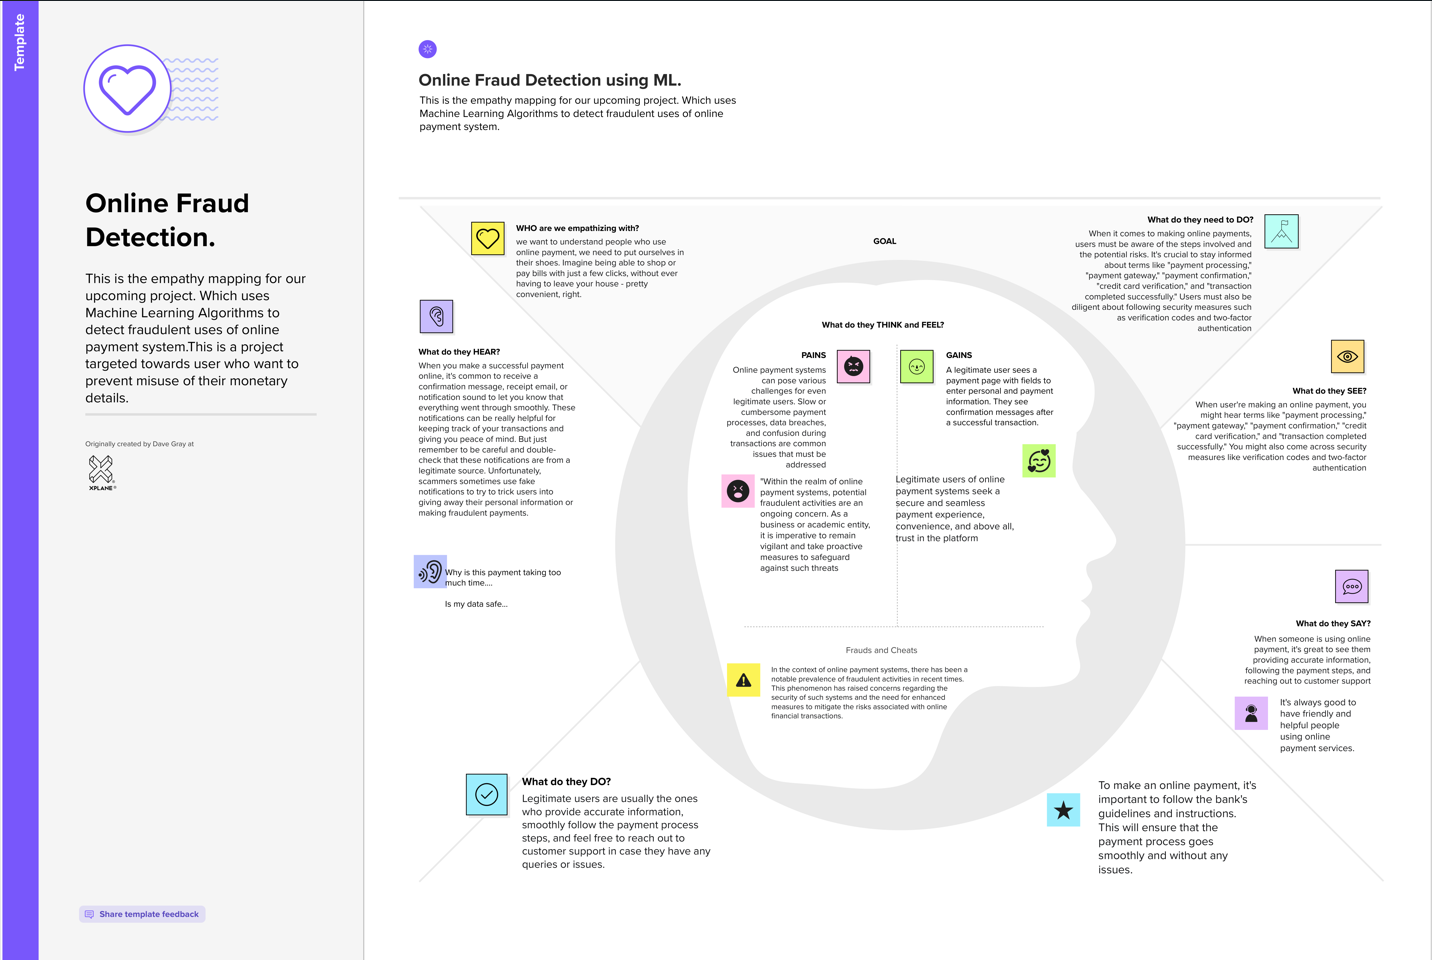 Template
Online Fraud
Detection.
This is the empathy mapping for our
upcoming project. Which uses
Machine Learning Algorithms to
detect fraudulent uses of online
payment system.This is a project
targeted towards user who want to
prevent misuse of their monetary
details.
Originally created by Dave Gray at
XPLANE
Share template feedback
Online Fraud Detection using ML.
This is the empathy mapping for our upcoming project. Which uses
Machine Learning Algorithms to detect fraudulent uses of online
payment system.
WHO are we empathizing with?
we want to understand people who use
online payment, we need to put ourselves in
their shoes. Imagine being able to shop or
pay bills with just a few clicks, without ever
having to leave your house - pretty
convenient, right.
GOAL
What do they need to DO?
When it comes to making online payments,
users must be aware of the steps involved and
the potential risks. It's crucial to stay informed
about terms like "payment processing,"
"payment gateway," "payment confirmation,"
"credit card verification," and "transaction
completed successfully." Users must also be
diligent about following security measures such
as verification codes and two-factor
authentication
What do they HEAR?
When you make a successful payment
online, it's common to receive a
confirmation message, receipt email, or
notification sound to let you know that
everything went through smoothly. These
notifications can be really helpful for
keeping track of your transactions and
giving you peace of mind. But just
remember to be careful and double-
check that these notifications are from a
legitimate source. Unfortunately,
scammers sometimes use fake
notifications to try to trick users into
giving away their personal information or
making fraudulent payments.
Why is this payment taking too
much time....
Is my data safe...
What do they THINK and FEEL?
PAINS
Online payment systems
can pose various
challenges for even
legitimate users. Slow or
cumbersome payment
processes, data breaches,
and confusion during
transactions are common
issues that must be
addressed
"Within the realm of online
payment systems, potential
fraudulent activities are an
ongoing concern. As a
business or academic entity,
it is imperative to remain
vigilant and take proactive
measures to safeguard
against such threats
GAINS
A legitimate user sees a
payment page with fields to
enter personal and payment
information. They see
confirmation messages after
a successful transaction.
Legitimate users of online
payment systems seek a
secure and seamless
payment experience,
convenience, and above all,
trust in the platform
Frauds and Cheats
In the context of online payment systems, there has been a
notable prevalence of fraudulent activities in recent times.
This phenomenon has raised concerns regarding the
security of such systems and the need for enhanced
measures to mitigate the risks associated with online
financial transactions.
What do they SEE?
When user're making an online payment, you
might hear terms like "payment processing,"
"payment gateway," "payment confirmation," "credit
card verification," and "transaction completed
successfully." You might also come across security
measures like verification codes and two-factor
authentication
What do they SAY?
When someone is using online
payment, it's great to see them
providing accurate information,
following the payment steps, and
reaching out to customer support
It's always good to
have friendly and
helpful people
using online
payment services.
What do they DO?
Legitimate users are usually the ones
who provide accurate information,
smoothly follow the payment process
steps, and feel free to reach out to
customer support in case they have any
queries or issues.
To make an online payment, it's
important to follow the bank's
guidelines and instructions.
This will ensure that the
payment process goes
smoothly and without any
issues.